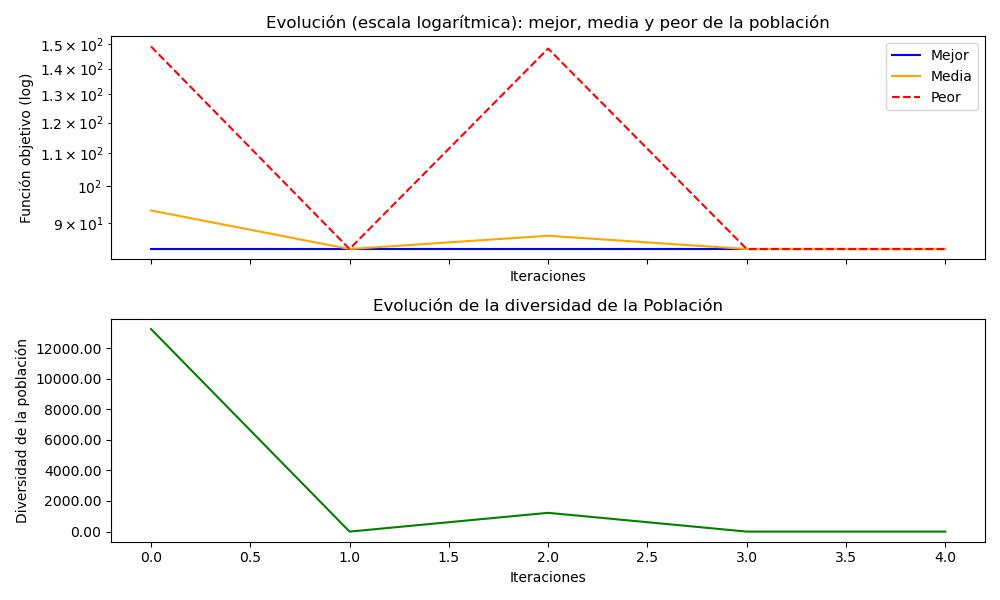 Evolución (escala logarítmica): mejor, media y peor de la población
1.5 × 10²
1.4 × 10²
1.3 × 10²
1.2 × 10²
1.1 × 10²
10²
9 × 10¹
Función objetivo (log)
Mejor
Media
Peor
Iteraciones
Evolución de la diversidad de la Población
12000.00
10000.00
8000.00
6000.00
4000.00
2000.00
0.00
Diversidad de la población
0.0 0.5 1.0 1.5 2.0 2.5 3.0 3.5 4.0
Iteraciones